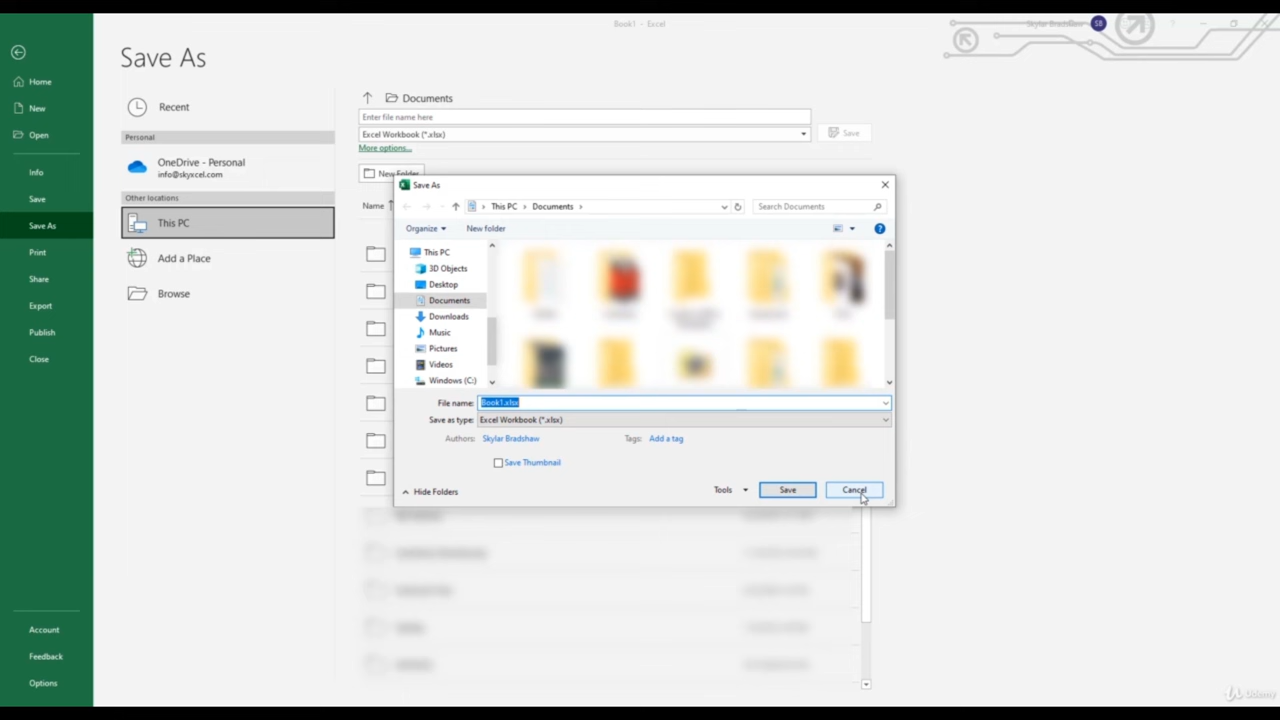 Book1 - Excel
Skylar Bradshaw
SB
?
Save As
Home
New
Open
Info
Save
Save As
Print
Share
Export
Publish
Close
Account
Feedback
Options
Recent
Personal
OneDrive - Personal
info@skyxcel.com
Other locations
This PC
Add a Place
Browse
Documents
Enter file name here
Excel Workbook (*.xlsx)
Save
More options...
New Folder
Name
Save As
This PC > Documents >
Search Documents
Organize
New folder
?
This PC
3D Objects
Desktop
Documents
Downloads
Music
Pictures
Videos
Windows (C:)
File name: Book1.xlsx
Save as type: Excel Workbook (*.xlsx)
Authors: Skylar Bradshaw
Tags: Add a tag
Save Thumbnail
Hide Folders
Tools
Save
Cancel
Udemy